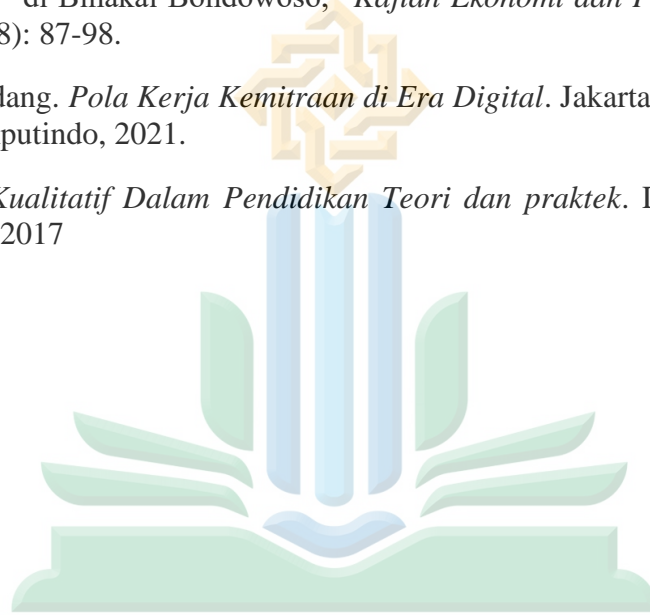 di Binakal Bondowoso," Kajian Ekonomi dan
8): 87-98.
dang. Pola Kerja Kemitraan di Era Digital. Jakarta
putindo, 2021.
Kualitatif Dalam Pendidikan Teori dan praktek.
2017